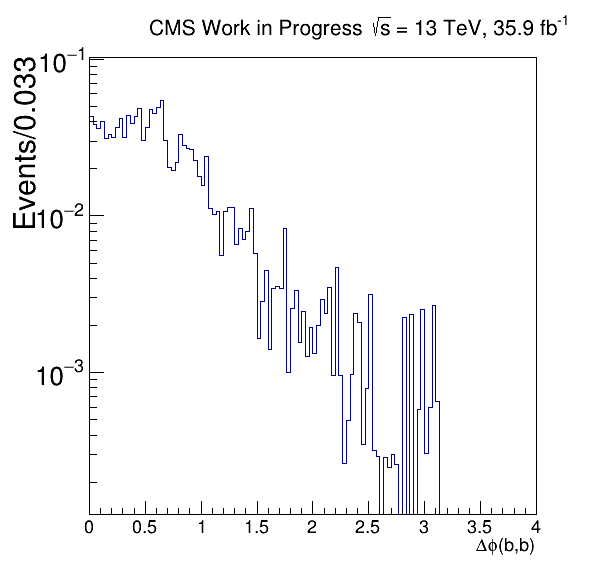 CMS Work in Progress √s = 13 TeV, 35.9 fb⁻¹
Events/0.033
10⁻¹
10⁻²
10⁻³
0 0.5 1 1.5 2 2.5 3 3.5 4
Δϕ(b,b)